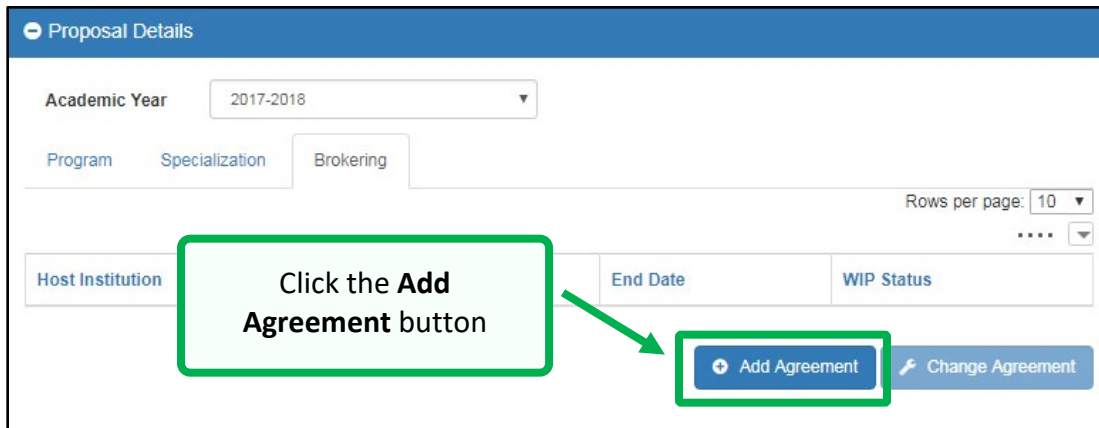 Proposal Details
Academic Year 2017-2018
Program Specialization Brokering
Rows per page: 10
Host Institution End Date WIP Status
Click the Add
Agreement button
Add Agreement Change Agreement